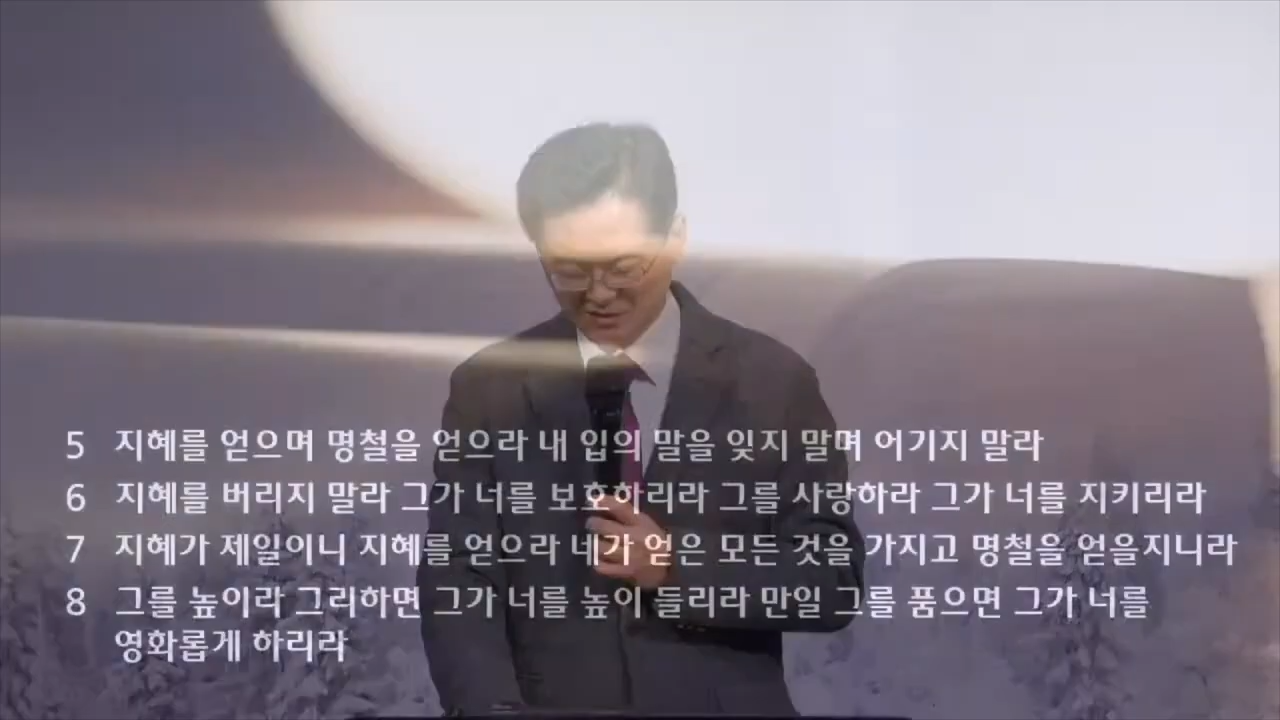 5 지혜를 얻으며 명철을 얻으라 내 입의 말을 잊지 말며 어기지 말라
6 지혜를 버리지 말라 그가 너를 보호하리라 그를 사랑하라 그가 너를 지키리라
7 지혜가 제일이니 지혜를 얻으라 네가 얻은 모든 것을 가지고 명철을 얻을지니라
8 그를 높이라 그리하면 그가 너를 높이 들리라 만일 그를 품으면 그가 너를
영화롭게 하리라